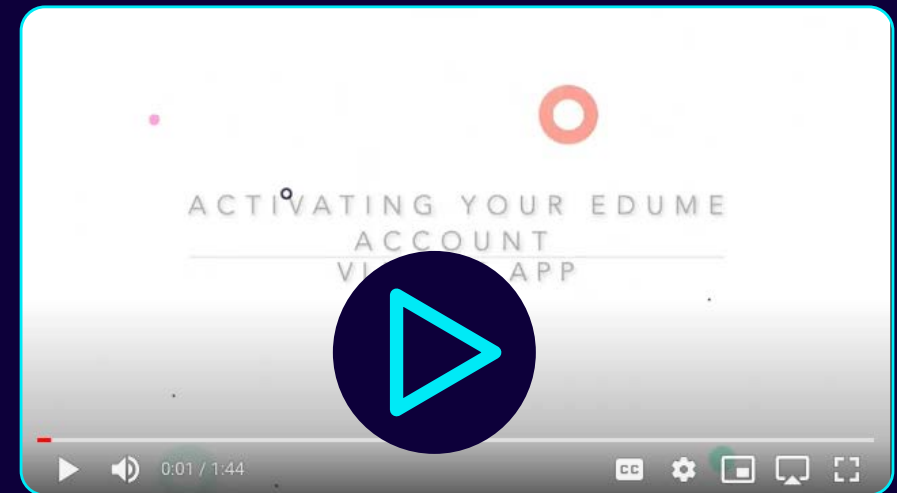 ACTIVATING YOUR EDUME
ACCOUNT
APP
0:01 / 1:44
CC